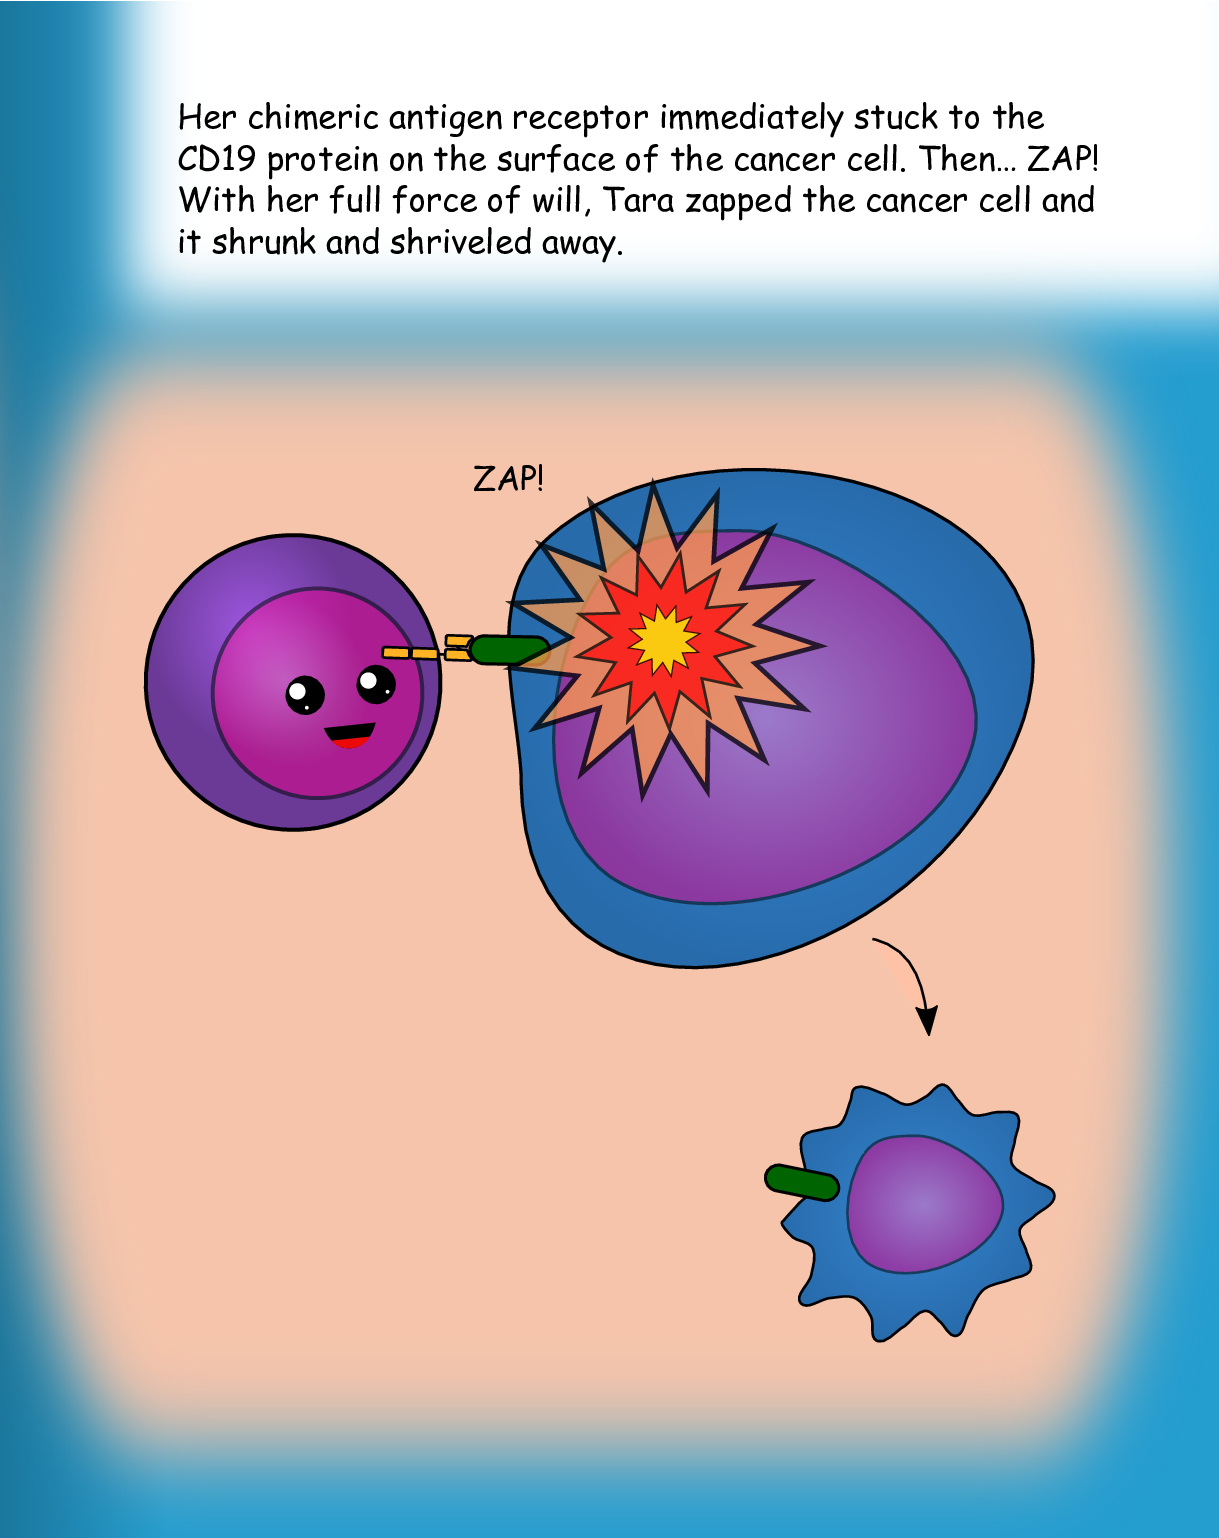 Her chimeric antigen receptor immediately stuck to the
CD19 protein on the surface of the cancer cell. Then... ZAP!
With her full force of will, Tara zapped the cancer cell and
it shrunk and shriveled away.
ZAP!